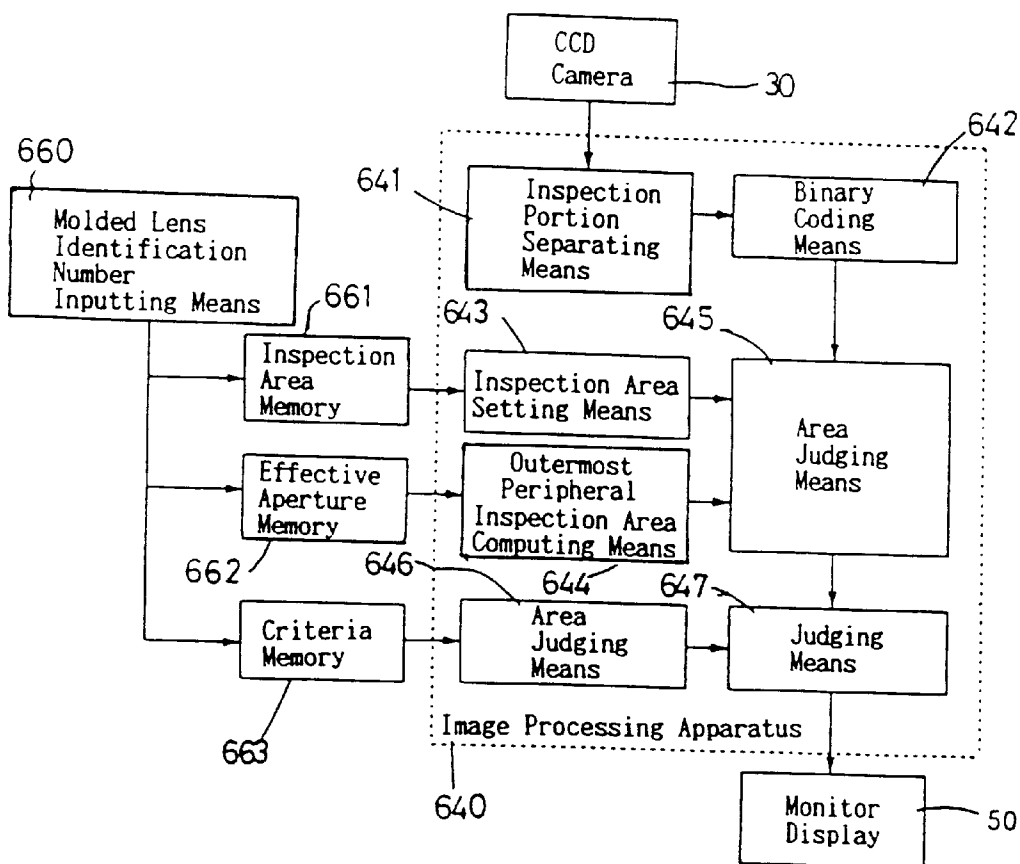 CCD
Camera
30
642
660
641
Inspection
Portion
Separating
Means
Binary
Coding
Means
Molded Lens
Identification
Number
Inputting Means
661
643
645
Inspection
Area
Memory
Inspection Area
Setting Means
Area
Judging
Means
Effective
Aperture
Memory
Outermost
Peripheral
Inspection Area
Computing Means
662
646
644
647
Criteria
Memory
Area
Judging
Means
Judging
Means
663
Image Processing Apparatus
640
Monitor
Display
50